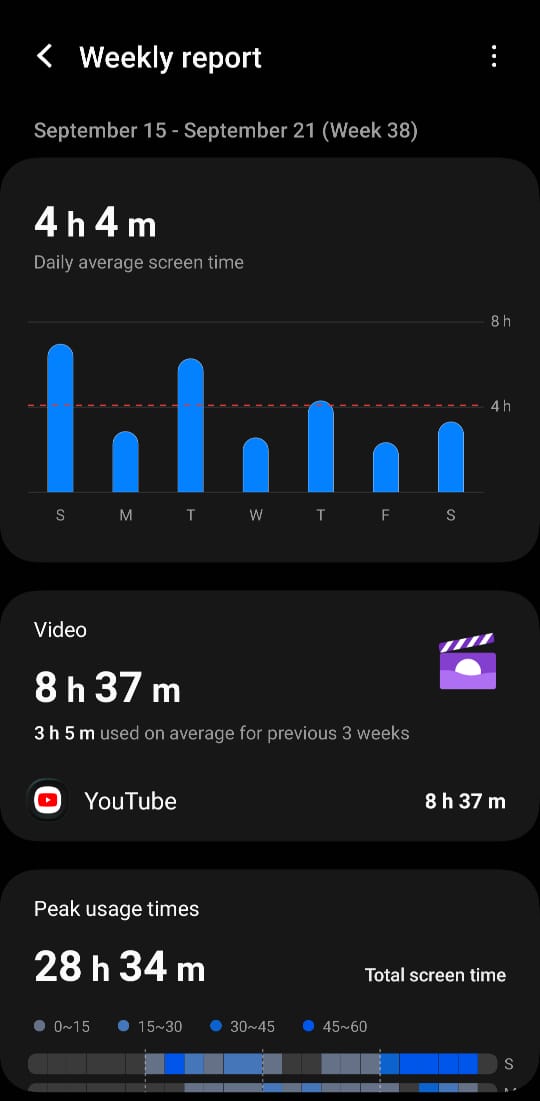 Weekly report
September 15 - September 21 (Week 38)
4 h 4 m
Daily average screen time
8 h
4 h
S M T W T F S
Video
8 h 37 m
3 h 5 m used on average for previous 3 weeks
YouTube 8 h 37 m
Peak usage times
28 h 34 m Total screen time
0~15 15~30 30~45 45~60
S